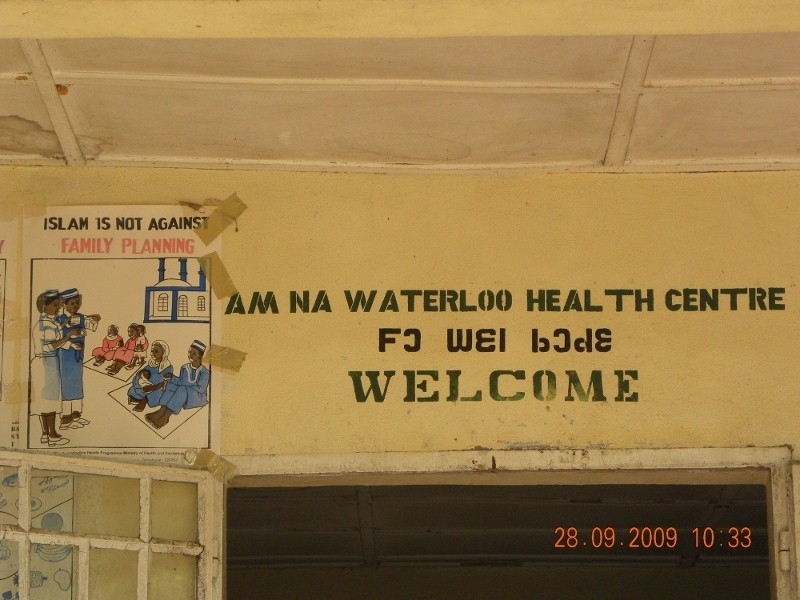 ISLAM IS NOT AGAINST
FAMILY PLANNING
AM NA WATERLOO HEALTH CENTRE
WELCOME
28.09.2009 10:33